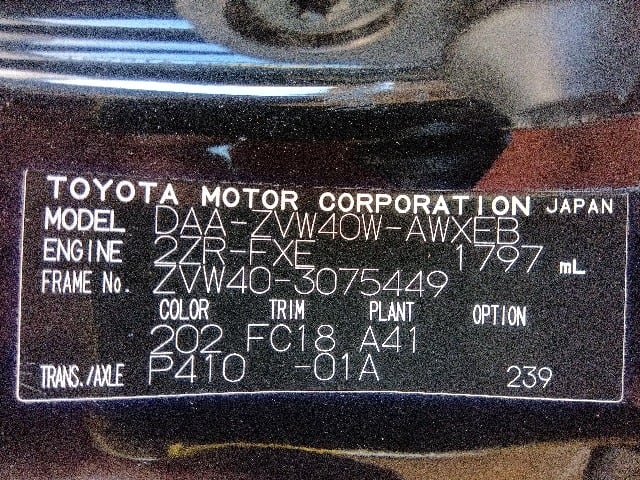 TOYOTA MOTOR CORPORATION JAPAN
MODEL DAA-ZVW40W-AWXEB
ENGINE 2ZR-FXE 1797 mL
FRAME No. ZVW40-3075449
COLOR TRIM PLANT OPTION
202 FC18 A41
TRANS./AXLE P410 -01A 239